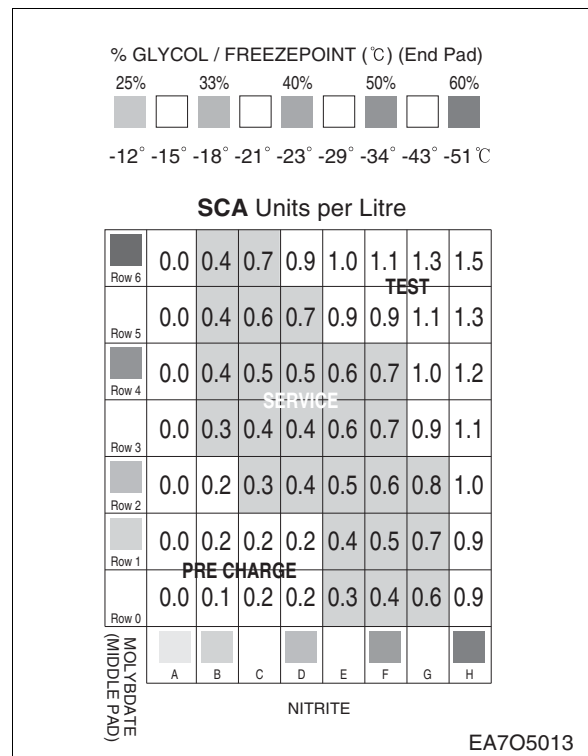 % GLYCOL / FREEZEPOINT (℃) (End Pad)
25% 33% 40% 50% 60%
-12° -15° -18° -21° -23° -29° -34° -43° -51 ℃
SCA Units per Litre
Row 6 0.0 0.4 0.7 0.9 1.0 1.1 1.3 1.5
TEST
Row 5 0.0 0.4 0.6 0.7 0.9 0.9 1.1 1.3
Row 4 0.0 0.4 0.5 0.5 0.6 0.7 1.0 1.2
SERVICE
Row 3 0.0 0.3 0.4 0.4 0.6 0.7 0.9 1.1
Row 2 0.0 0.2 0.3 0.4 0.5 0.6 0.8 1.0
Row 1 0.0 0.2 0.2 0.2 0.4 0.5 0.7 0.9
PRE CHARGE
Row 0 0.0 0.1 0.2 0.2 0.3 0.4 0.6 0.9
A B C D E F G H
MOLYBDATE
(MIDDLE PAD)
NITRITE
EA7O5013